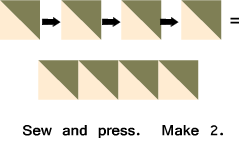 =
Sew and press. Make 2.